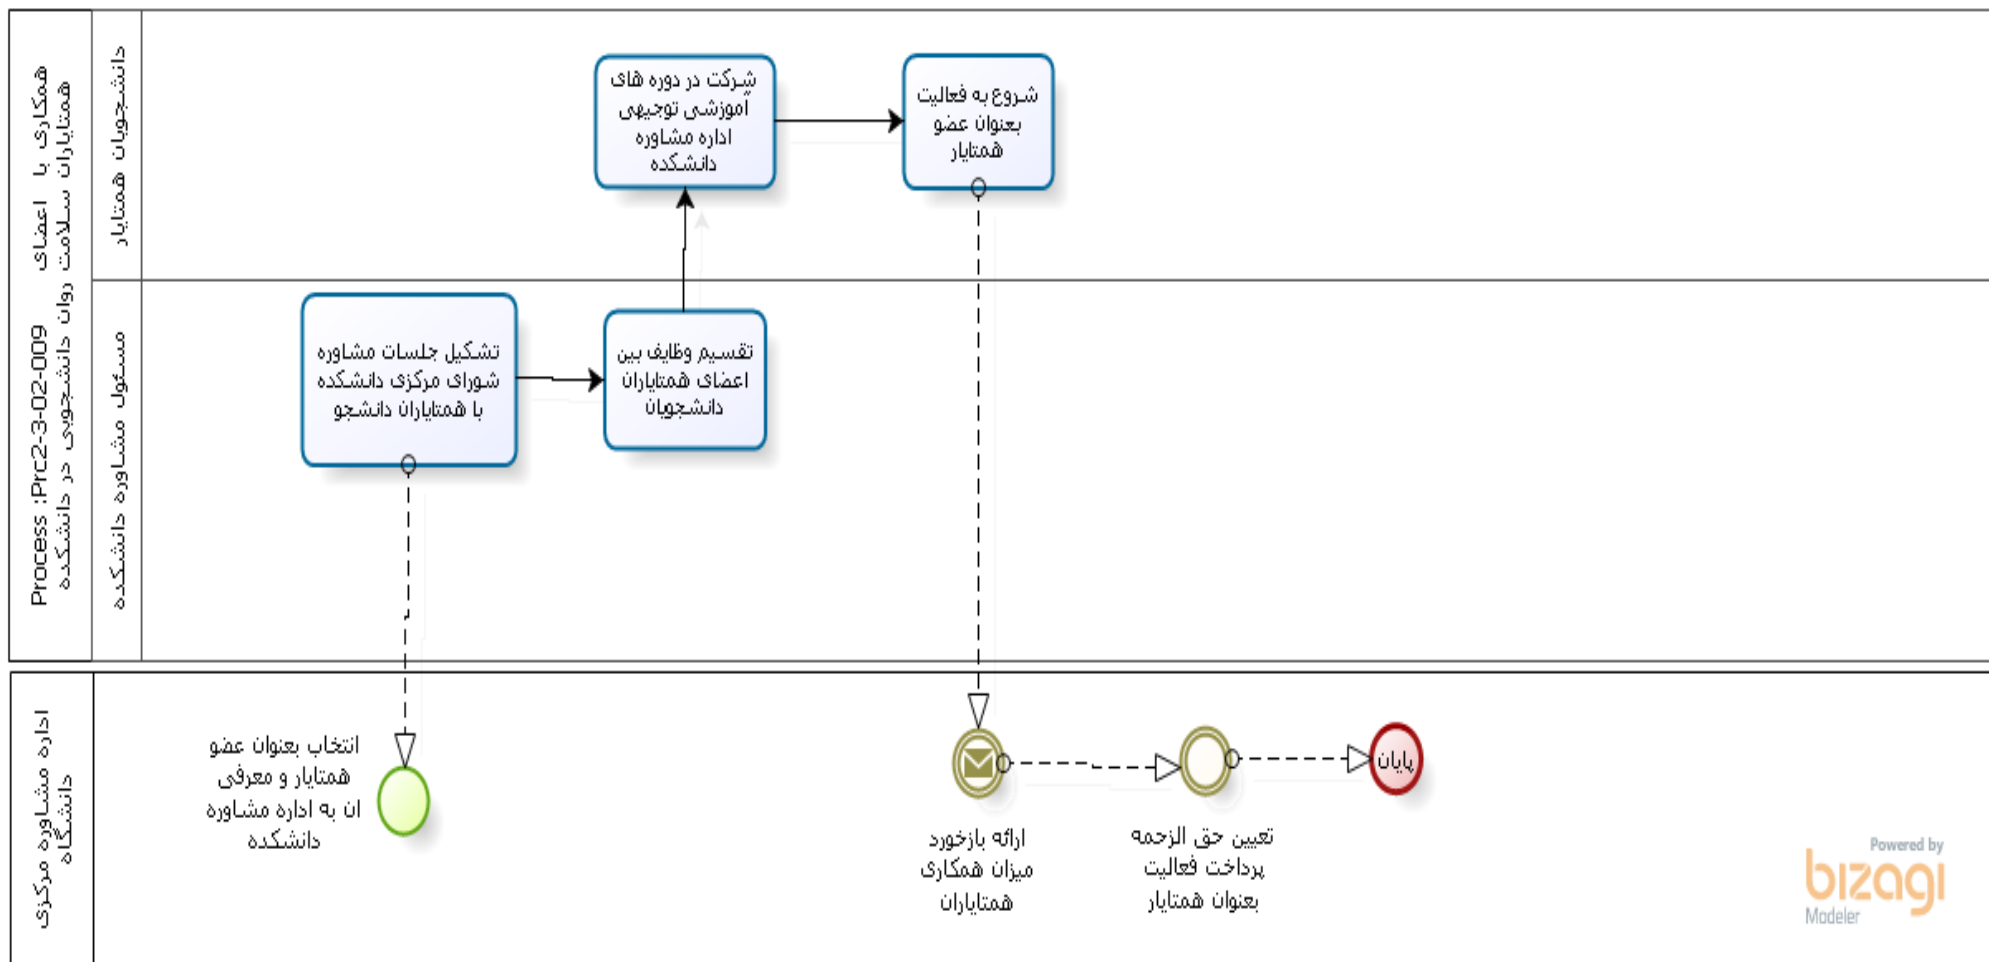 Process :Prc2-3-02-009 همکاری با اعضای
همتایاران سلامت روان دانشجویی در دانشکده
دانشجویان همتایار
شرکت در دوره های
آموزشی توجیهی
اداره مشاوره
دانشکده
شروع به فعالیت
بعنوان عضو
همتایار
مسئول مشاوره دانشکده
تشکیل جلسات مشاوره
شورای مرکزی دانشکده
با همتایاران دانشجو
تقسیم وظایف بین
اعضای همتایاران
دانشجویان
اداره مشاوره مرکزی
دانشگاه
انتخاب بعنوان عضو
همتایار و معرفی
ان به اداره مشاوره
دانشکده
ارائه بازخورد
میزان همکاری
همتایاران
تعیین حق الزحمه
پرداخت فعالیت
بعنوان همتایار
پایان
Powered by
bizagi
Modeler